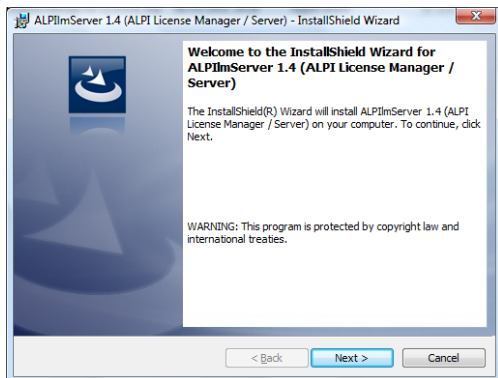 ALPIlmServer 1.4 (ALPI License Manager / Server) - InstallShield Wizard
Welcome to the InstallShield Wizard for
ALPIlmServer 1.4 (ALPI License Manager /
Server)
The InstallShield(R) Wizard will install ALPIlmServer 1.4 (ALPI
License Manager / Server) on your computer. To continue, click
Next.
WARNING: This program is protected by copyright law and
international treaties.
< Back
Next >
Cancel